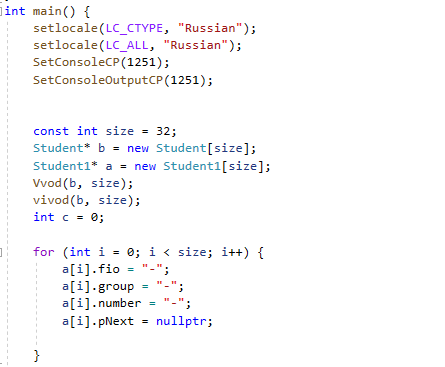 int main() {
setlocale(LC_CTYPE, "Russian");
setlocale(LC_ALL, "Russian");
SetConsoleCP(1251);
SetConsoleOutputCP(1251);
const int size = 32;
Student* b = new Student[size];
Student1* a = new Student1[size];
Vvod(b, size);
vivod(b, size);
int c = 0;
for (int i = 0; i < size; i++) {
a[i].fio = "-";
a[i].group = "-";
a[i].number = "-";
a[i].pNext = nullptr;
}